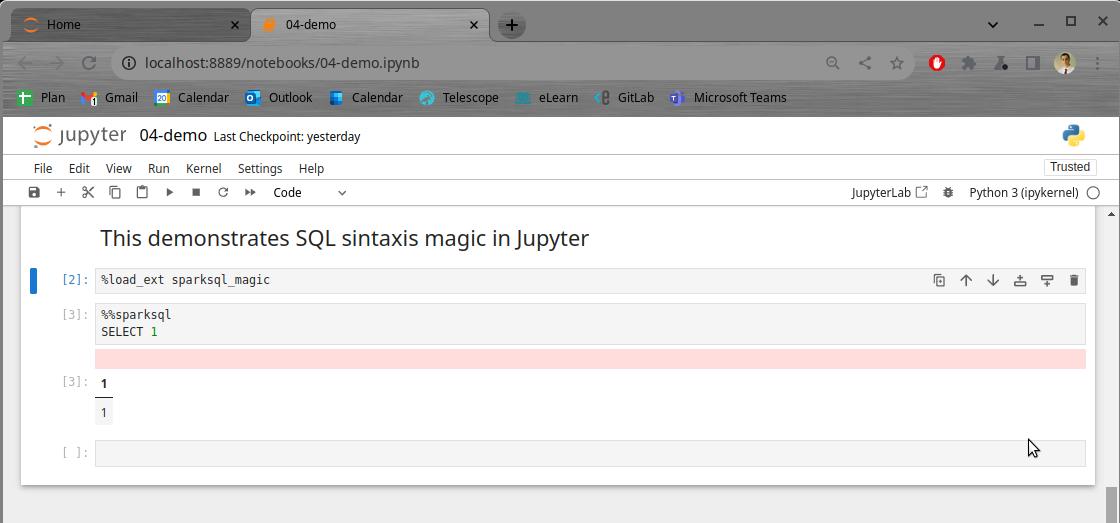 Home
04-demo
localhost:8889/notebooks/04-demo.ipynb
Plan Gmail Calendar Outlook Calendar Telescope eLearn GitLab Microsoft Teams
jupyter 04-demo Last Checkpoint: yesterday
File Edit View Run Kernel Settings Help Trusted
Code JupyterLab Python 3 (ipykernel)
This demonstrates SQL sintaxis magic in Jupyter
[2]: %load_ext sparksql_magic
[3]: %%sparksql
SELECT 1
[3]: 1
1
[ ]: